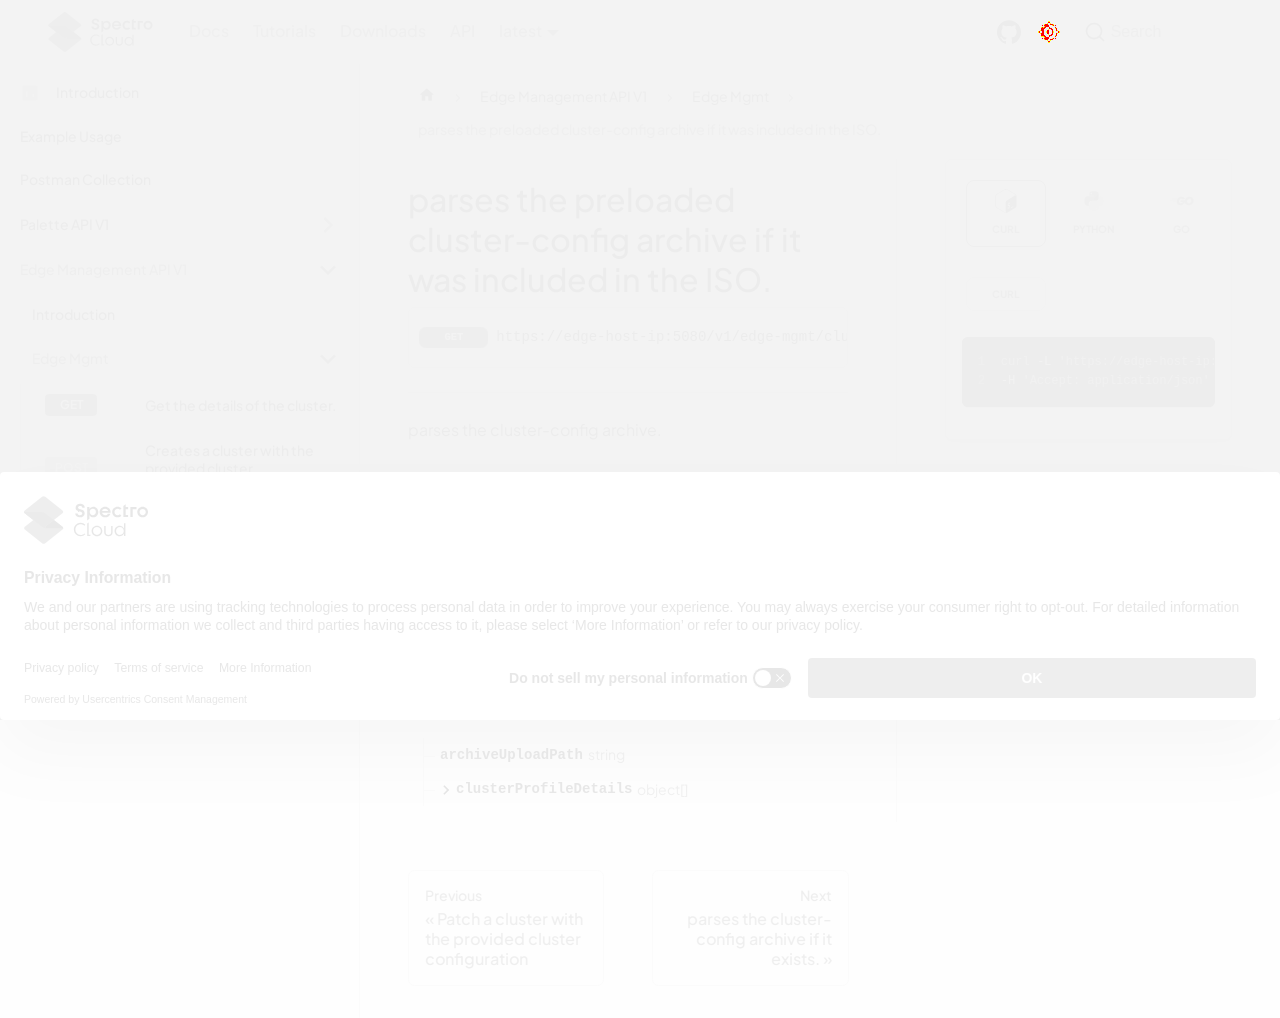 Spectro
Cloud
Docs
Tutorials
Downloads
API
latest
Search
Introduction
Edge Management API V1
Edge Mgmt
parses the preloaded cluster-config archive if it was included in the ISO.
Example Usage
Postman Collection
Palette API V1
Edge Management API V1
Introduction
Edge Mgmt
GET
Get the details of the cluster.
Creates a cluster with the
provided cluster
parses the preloaded
cluster-config archive if it
was included in the ISO.
GET
https://edge-host-ip:5080/v1/edge-mgmt/clu
parses the cluster-config archive
CURL
PYTHON
GO
CURL
Spectro
Cloud
Privacy Information
We and our partners are using tracking technologies to process personal data in order to improve your experience. You may always exercise your consumer right to opt-out. For detailed information
about personal information we collect and third parties having access to it, please select ‘More Information’ or refer to our privacy policy.
Privacy policy
Terms of service
More Information
Do not sell my personal information
OK
Powered by Usercentrics Consent Management
archiveUploadPath string
clusterProfileDetails object[]
Previous
« Patch a cluster with
the provided cluster
configuration
Next
parses the cluster-
config archive if it
exists. »